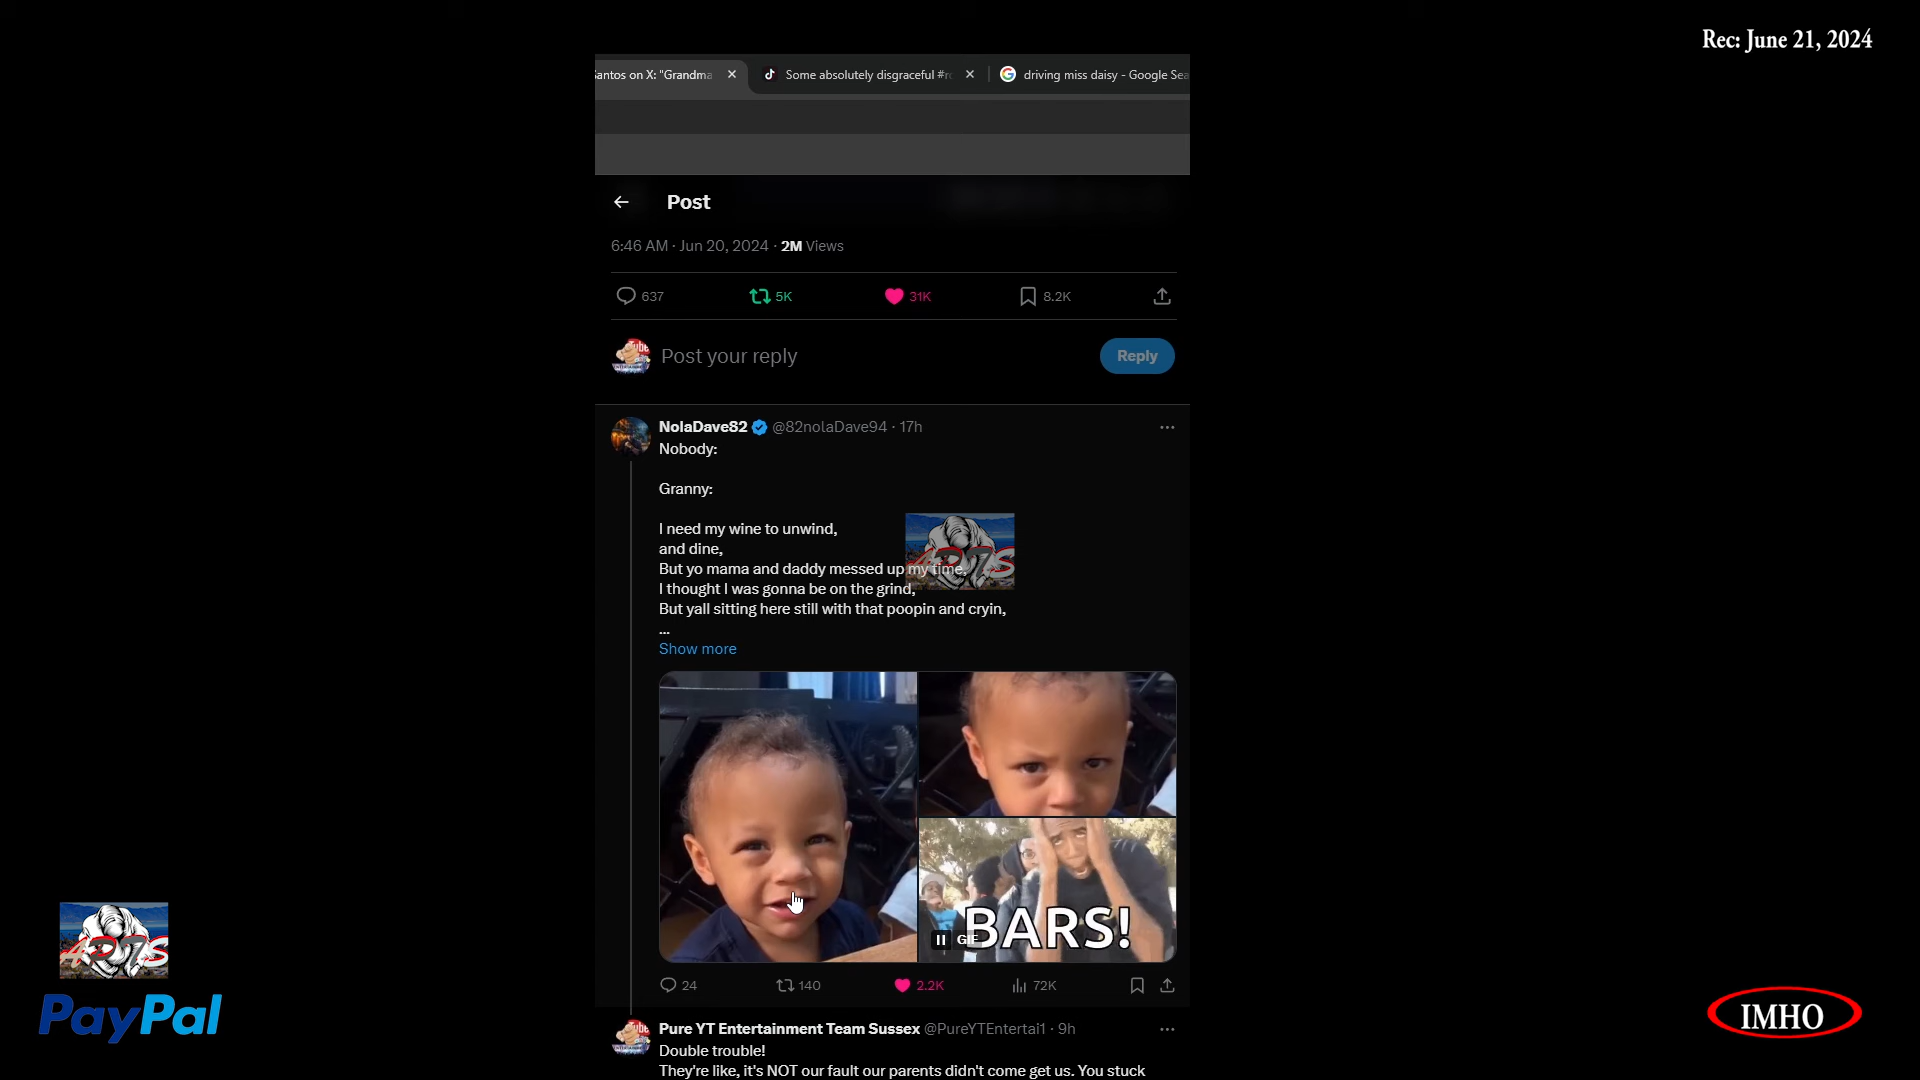 Rec: June 21, 2024
Santos on X: "Grandma
Some absolutely disgraceful #ro
driving miss daisy - Google Sea
Post
6:46 AM · Jun 20, 2024 · 2M Views
637
5K
31K
8.2K
Post your reply
Reply
NolaDave82 @82nolaDave94 · 17h
Nobody:
Granny:
I need my wine to unwind,
and dine,
But yo mama and daddy messed up my time,
I thought I was gonna be on the grind,
But yall sitting here still with that poopin and cryin,
...
Show more
BARS!
GIF
24
140
2.2K
72K
PayPal
IMHO
Pure YT Entertainment Team Sussex @PureYTEntertai1 · 9h
Double trouble!
They're like, it's NOT our fault our parents didn't come get us. You stuck